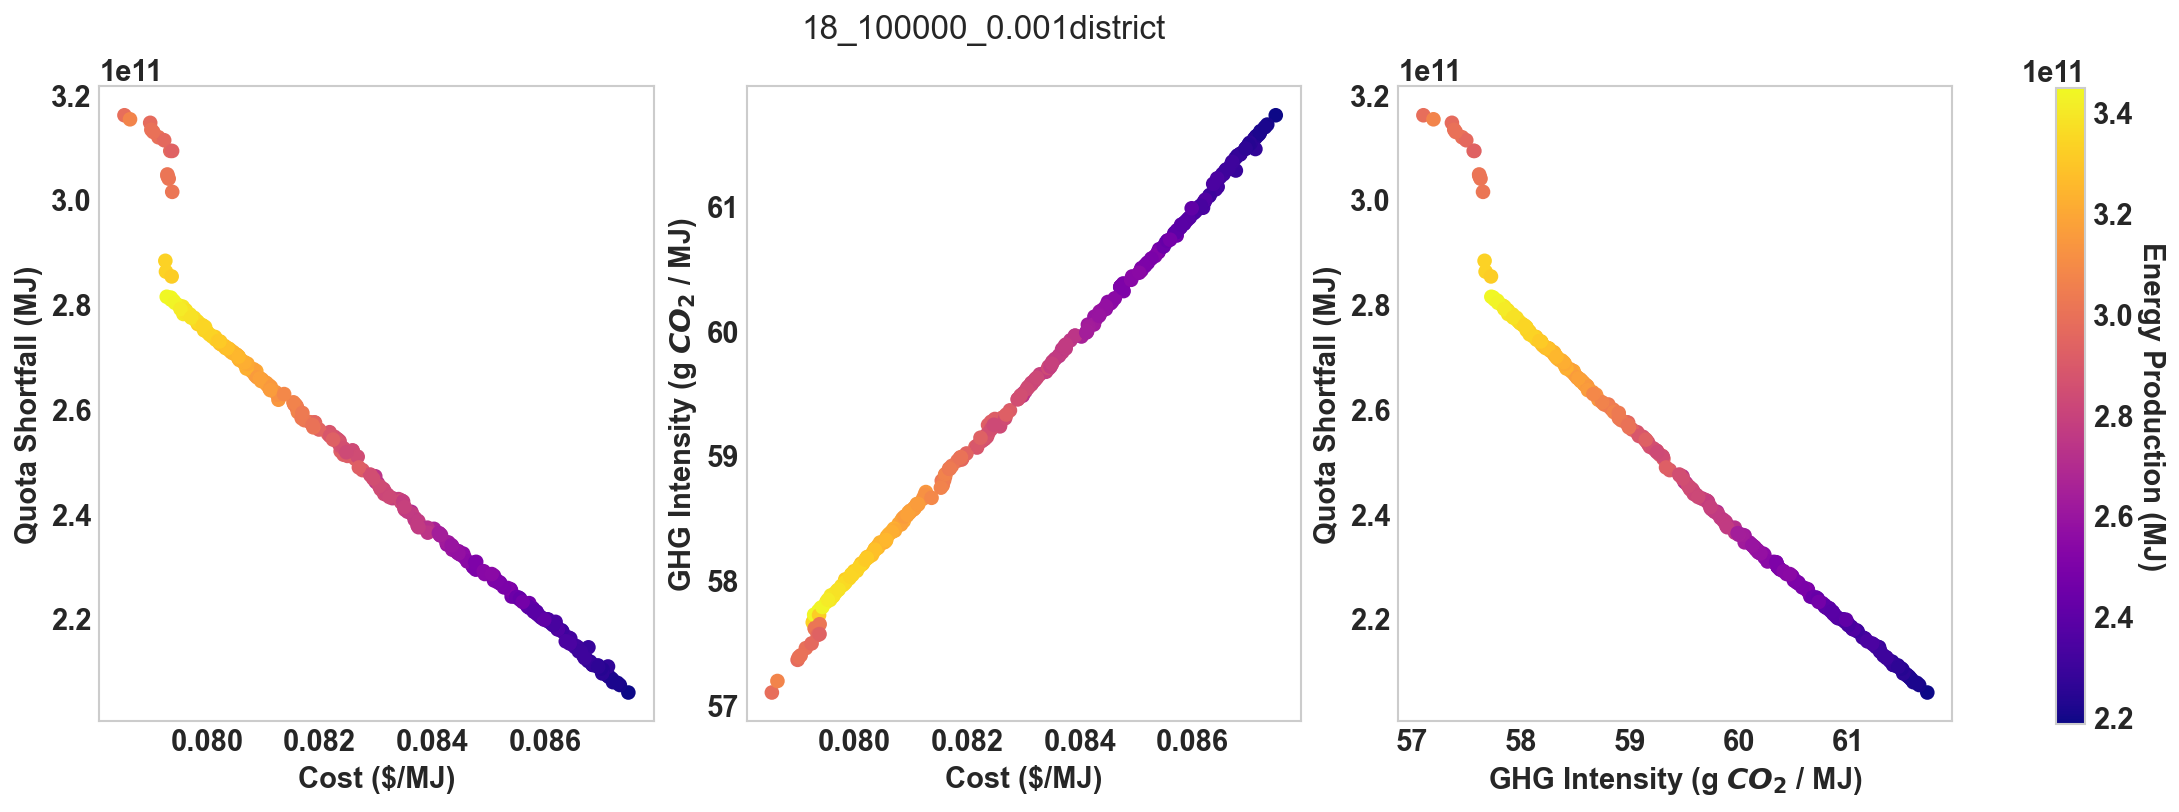 18_100000_0.001district
1e11
3.2
3.0
2.8
2.6
2.4
2.2
Quota Shortfall (MJ)
0.080 0.082 0.084 0.086
Cost ($/MJ)
61
60
59
58
57
GHG Intensity (g CO₂ / MJ)
0.080 0.082 0.084 0.086
Cost ($/MJ)
1e11
3.2
3.0
2.8
2.6
2.4
2.2
Quota Shortfall (MJ)
57 58 59 60 61
GHG Intensity (g CO₂ / MJ)
1e11
3.4
3.2
3.0
2.8
2.6
2.4
2.2
Energy Production (MJ)